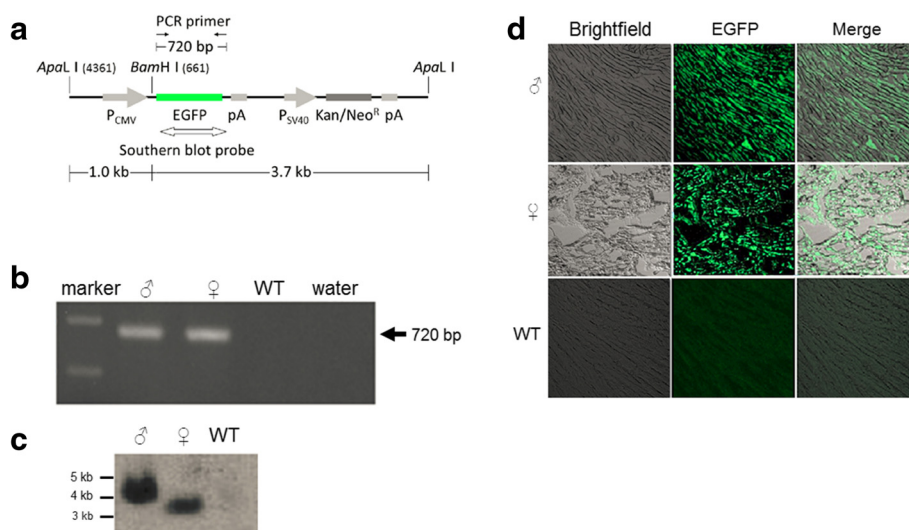 a
PCR primer
720 bp
ApaL I (4361) BamH I (661) ApaL I
P_CMV EGFP pA P_SV40 Kan/Neo^R pA
Southern blot probe
1.0 kb 3.7 kb
b
marker ♂ ♀ WT water
720 bp
c
♂ ♀ WT
5 kb
4 kb
3 kb
d
Brightfield EGFP Merge
♂
♀
WT